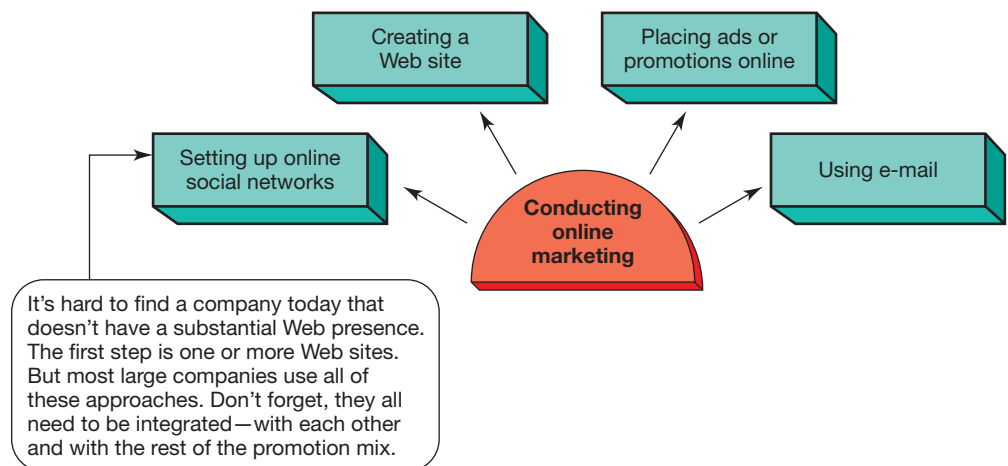 Creating a
Web site
Placing ads or
promotions online
Setting up online
social networks
Using e-mail
Conducting
online
marketing
It's hard to find a company today that
doesn't have a substantial Web presence.
The first step is one or more Web sites.
But most large companies use all of
these approaches. Don't forget, they all
need to be integrated—with each other
and with the rest of the promotion mix.